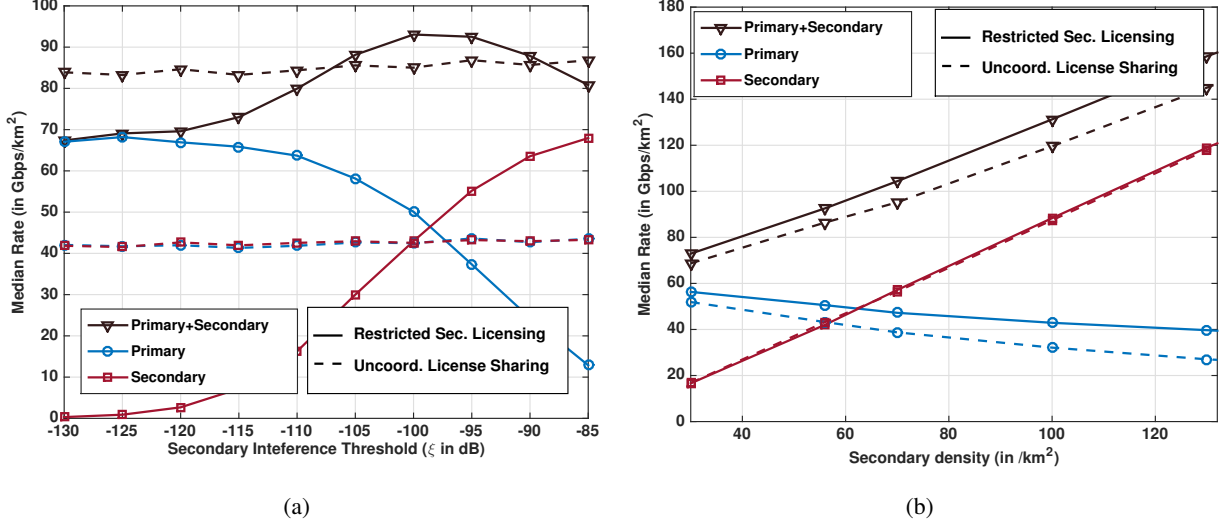 Median Rate (in Gbps/km²)
100
90
80
70
60
50
40
30
20
10
0
Primary+Secondary
Primary
Secondary
Restricted Sec. Licensing
Uncoord. License Sharing
-130 -125 -120 -115 -110 -105 -100 -95 -90 -85
Secondary Inteference Threshold (ξ in dB)
(a)
Median Rate (in Gbps/km²)
180
160
140
120
100
80
60
40
20
0
Primary+Secondary
Primary
Secondary
Restricted Sec. Licensing
Uncoord. License Sharing
40 60 80 100 120
Secondary density (in /km²)
(b)